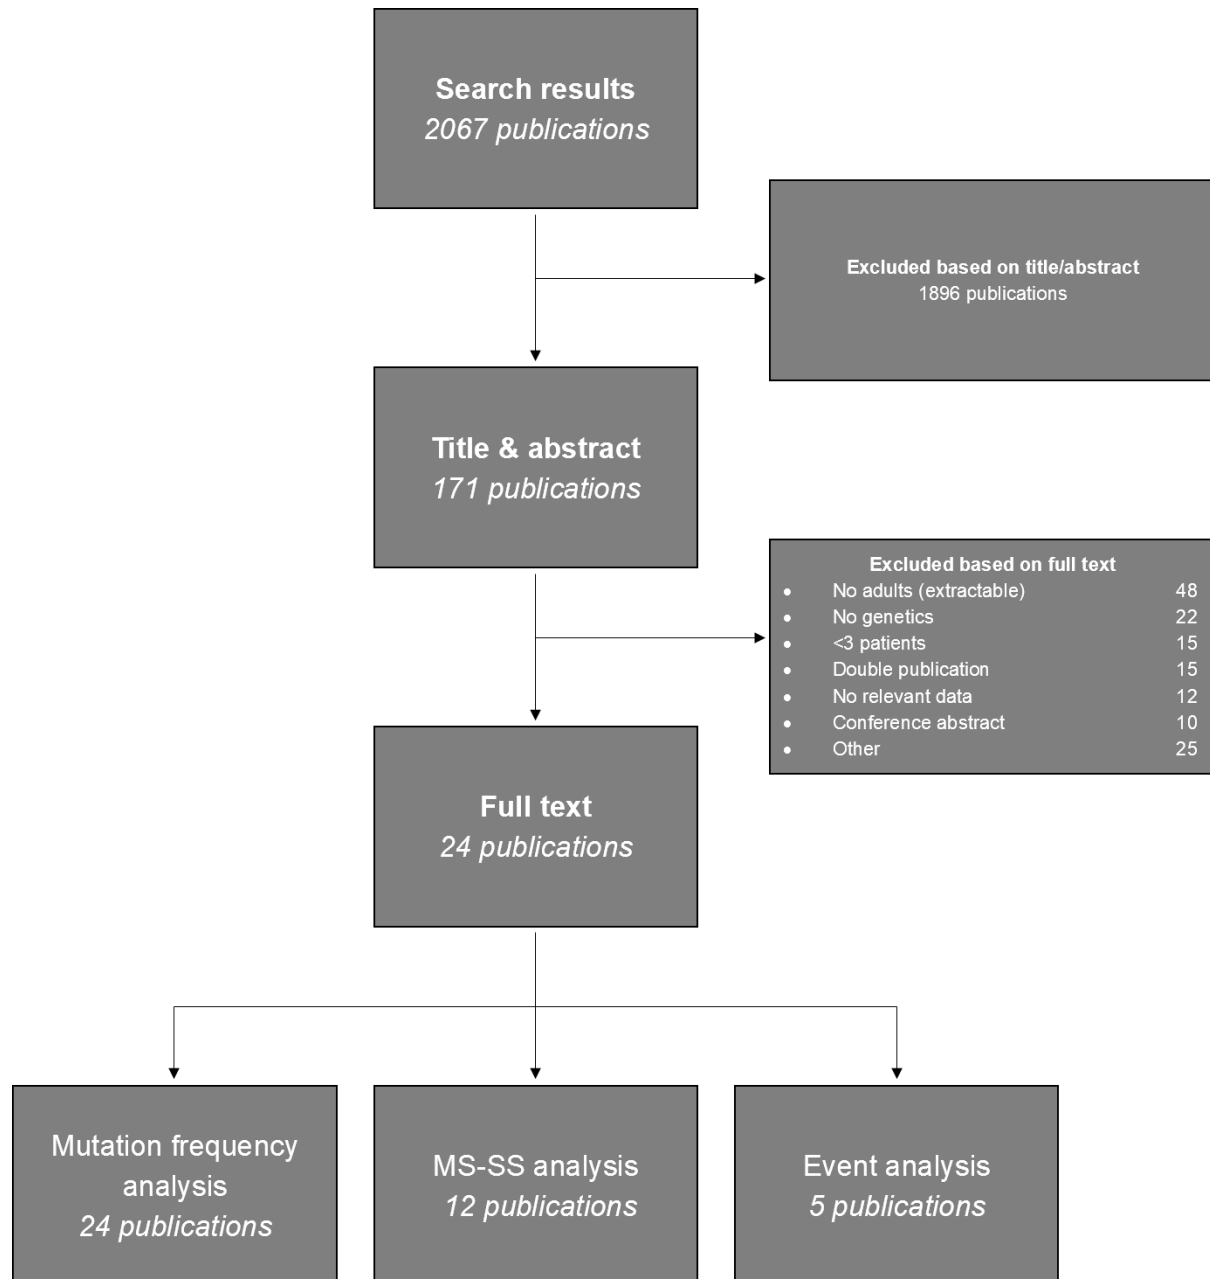 Search results
2067 publications
Excluded based on title/abstract
1896 publications
Title & abstract
171 publications
Excluded based on full text
• No adults (extractable) 48
• No genetics 22
• <3 patients 15
• Double publication 15
• No relevant data 12
• Conference abstract 10
• Other 25
Full text
24 publications
Mutation frequency
analysis
24 publications
MS-SS analysis
12 publications
Event analysis
5 publications